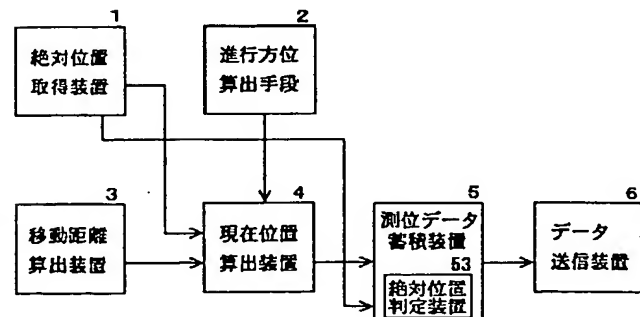 1
絶対位置
取得装置
2
進行方位
算出手段
3
移動距離
算出装置
4
現在位置
算出装置
5
測位データ
蓄積装置
53
絶対位置
判定装置
6
データ
送信装置